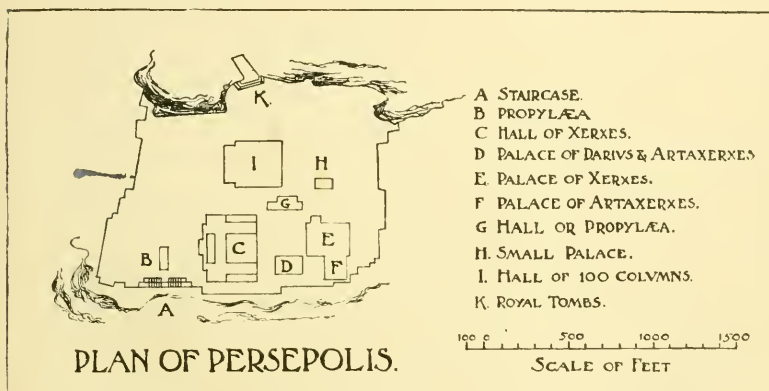 K.
I
H
G
B
C
E
D
F
A
PLAN OF PERSEPOLIS.
A STAIRCASE.
B PROPYLÆA
C HALL OF XERXES.
D PALACE OF DARIVS & ARTAXERXES
E. PALACE OF XERXES.
F PALACE OF ARTAXERXES.
G HALL OR PROPYLÆA.
H. SMALL PALACE.
I. HALL OF 100 COLVMNS.
K. ROYAL TOMBS.
100 0 500 1000 1500
SCALE OF FEET